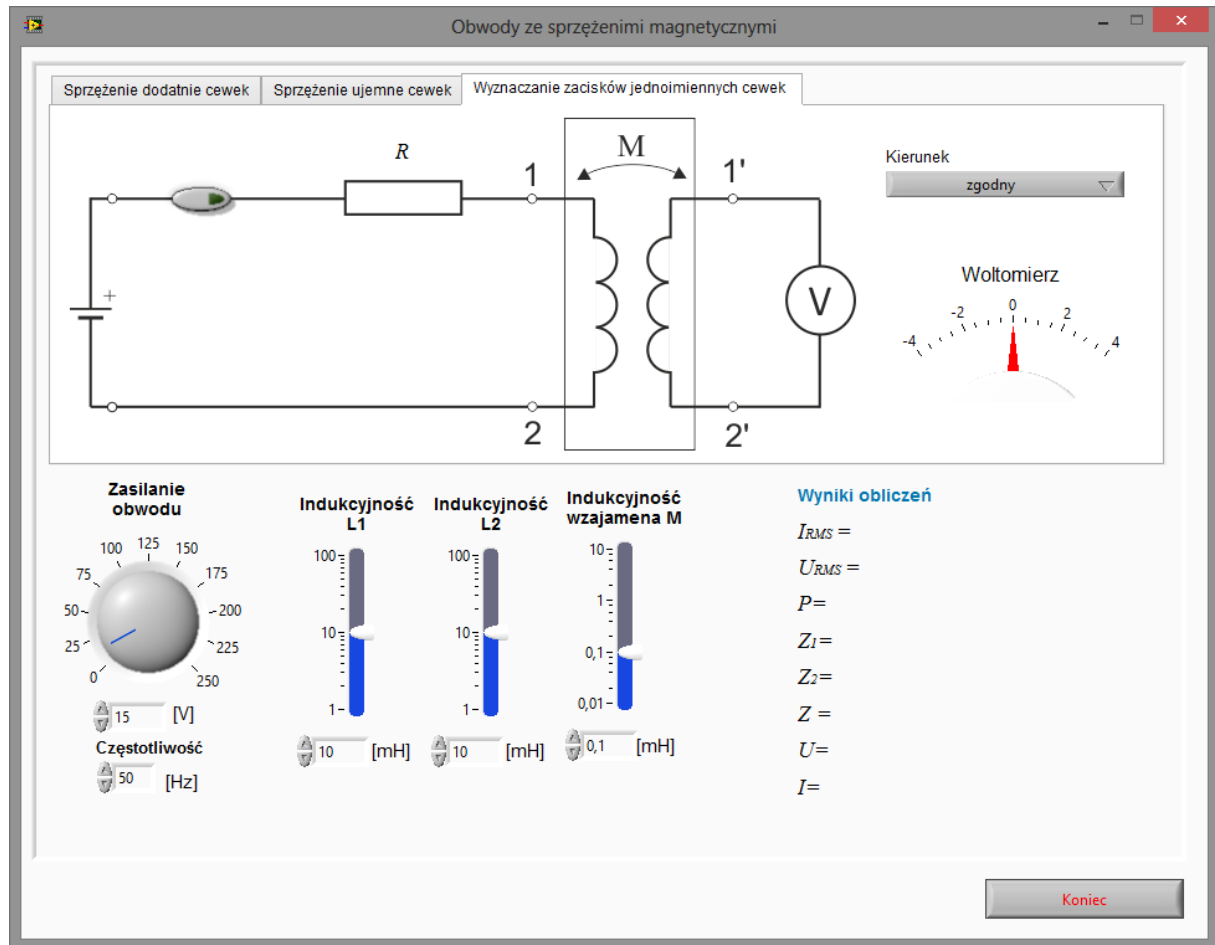 Obwody ze sprzężenimi magnetycznymi
Sprzężenie dodatnie cewek
Sprzężenie ujemne cewek
Wyznaczanie zacisków jednoimiennych cewek
R
1
M
1'
+
V
2
2'
Kierunek
zgodny
Woltomierz
-4 -2 0 2 4
Zasilanie
obwodu
0 25 50 75 100 125 150 175 200 225 250
15 [V]
Częstotliwość
50 [Hz]
Indukcyjność
L1
100
10
1
10 [mH]
Indukcyjność
L2
100
10
1
10 [mH]
Indukcyjność
wzajamena M
10
1
0,1
0,01
0,1 [mH]
Wyniki obliczeń
IRMS =
URMS =
P=
Z1=
Z2=
Z =
U=
I=
Koniec